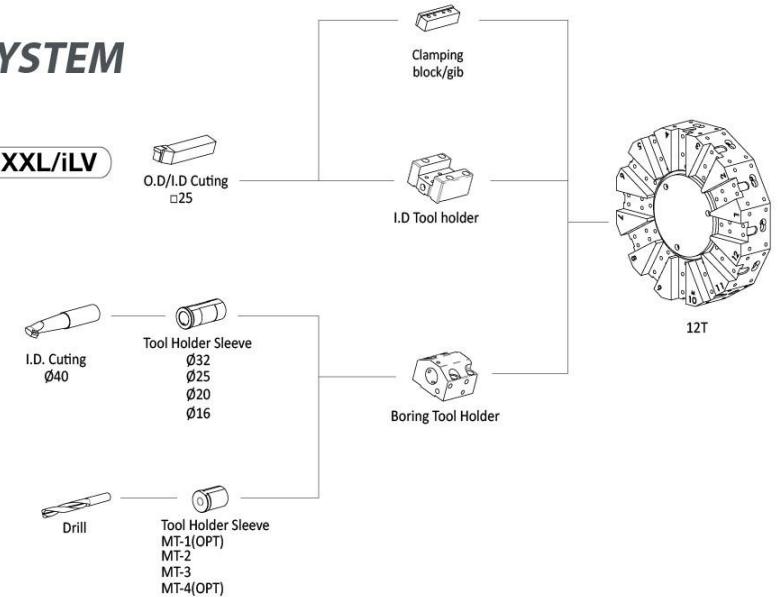 YSTEM
XXL/iLV
Clamping
block/gib
O.D/I.D Cuting
□25
I.D Tool holder
12T
I.D. Cuting
Ø40
Tool Holder Sleeve
Ø32
Ø25
Ø20
Ø16
Boring Tool Holder
Drill
Tool Holder Sleeve
MT-1(OPT)
MT-2
MT-3
MT-4(OPT)